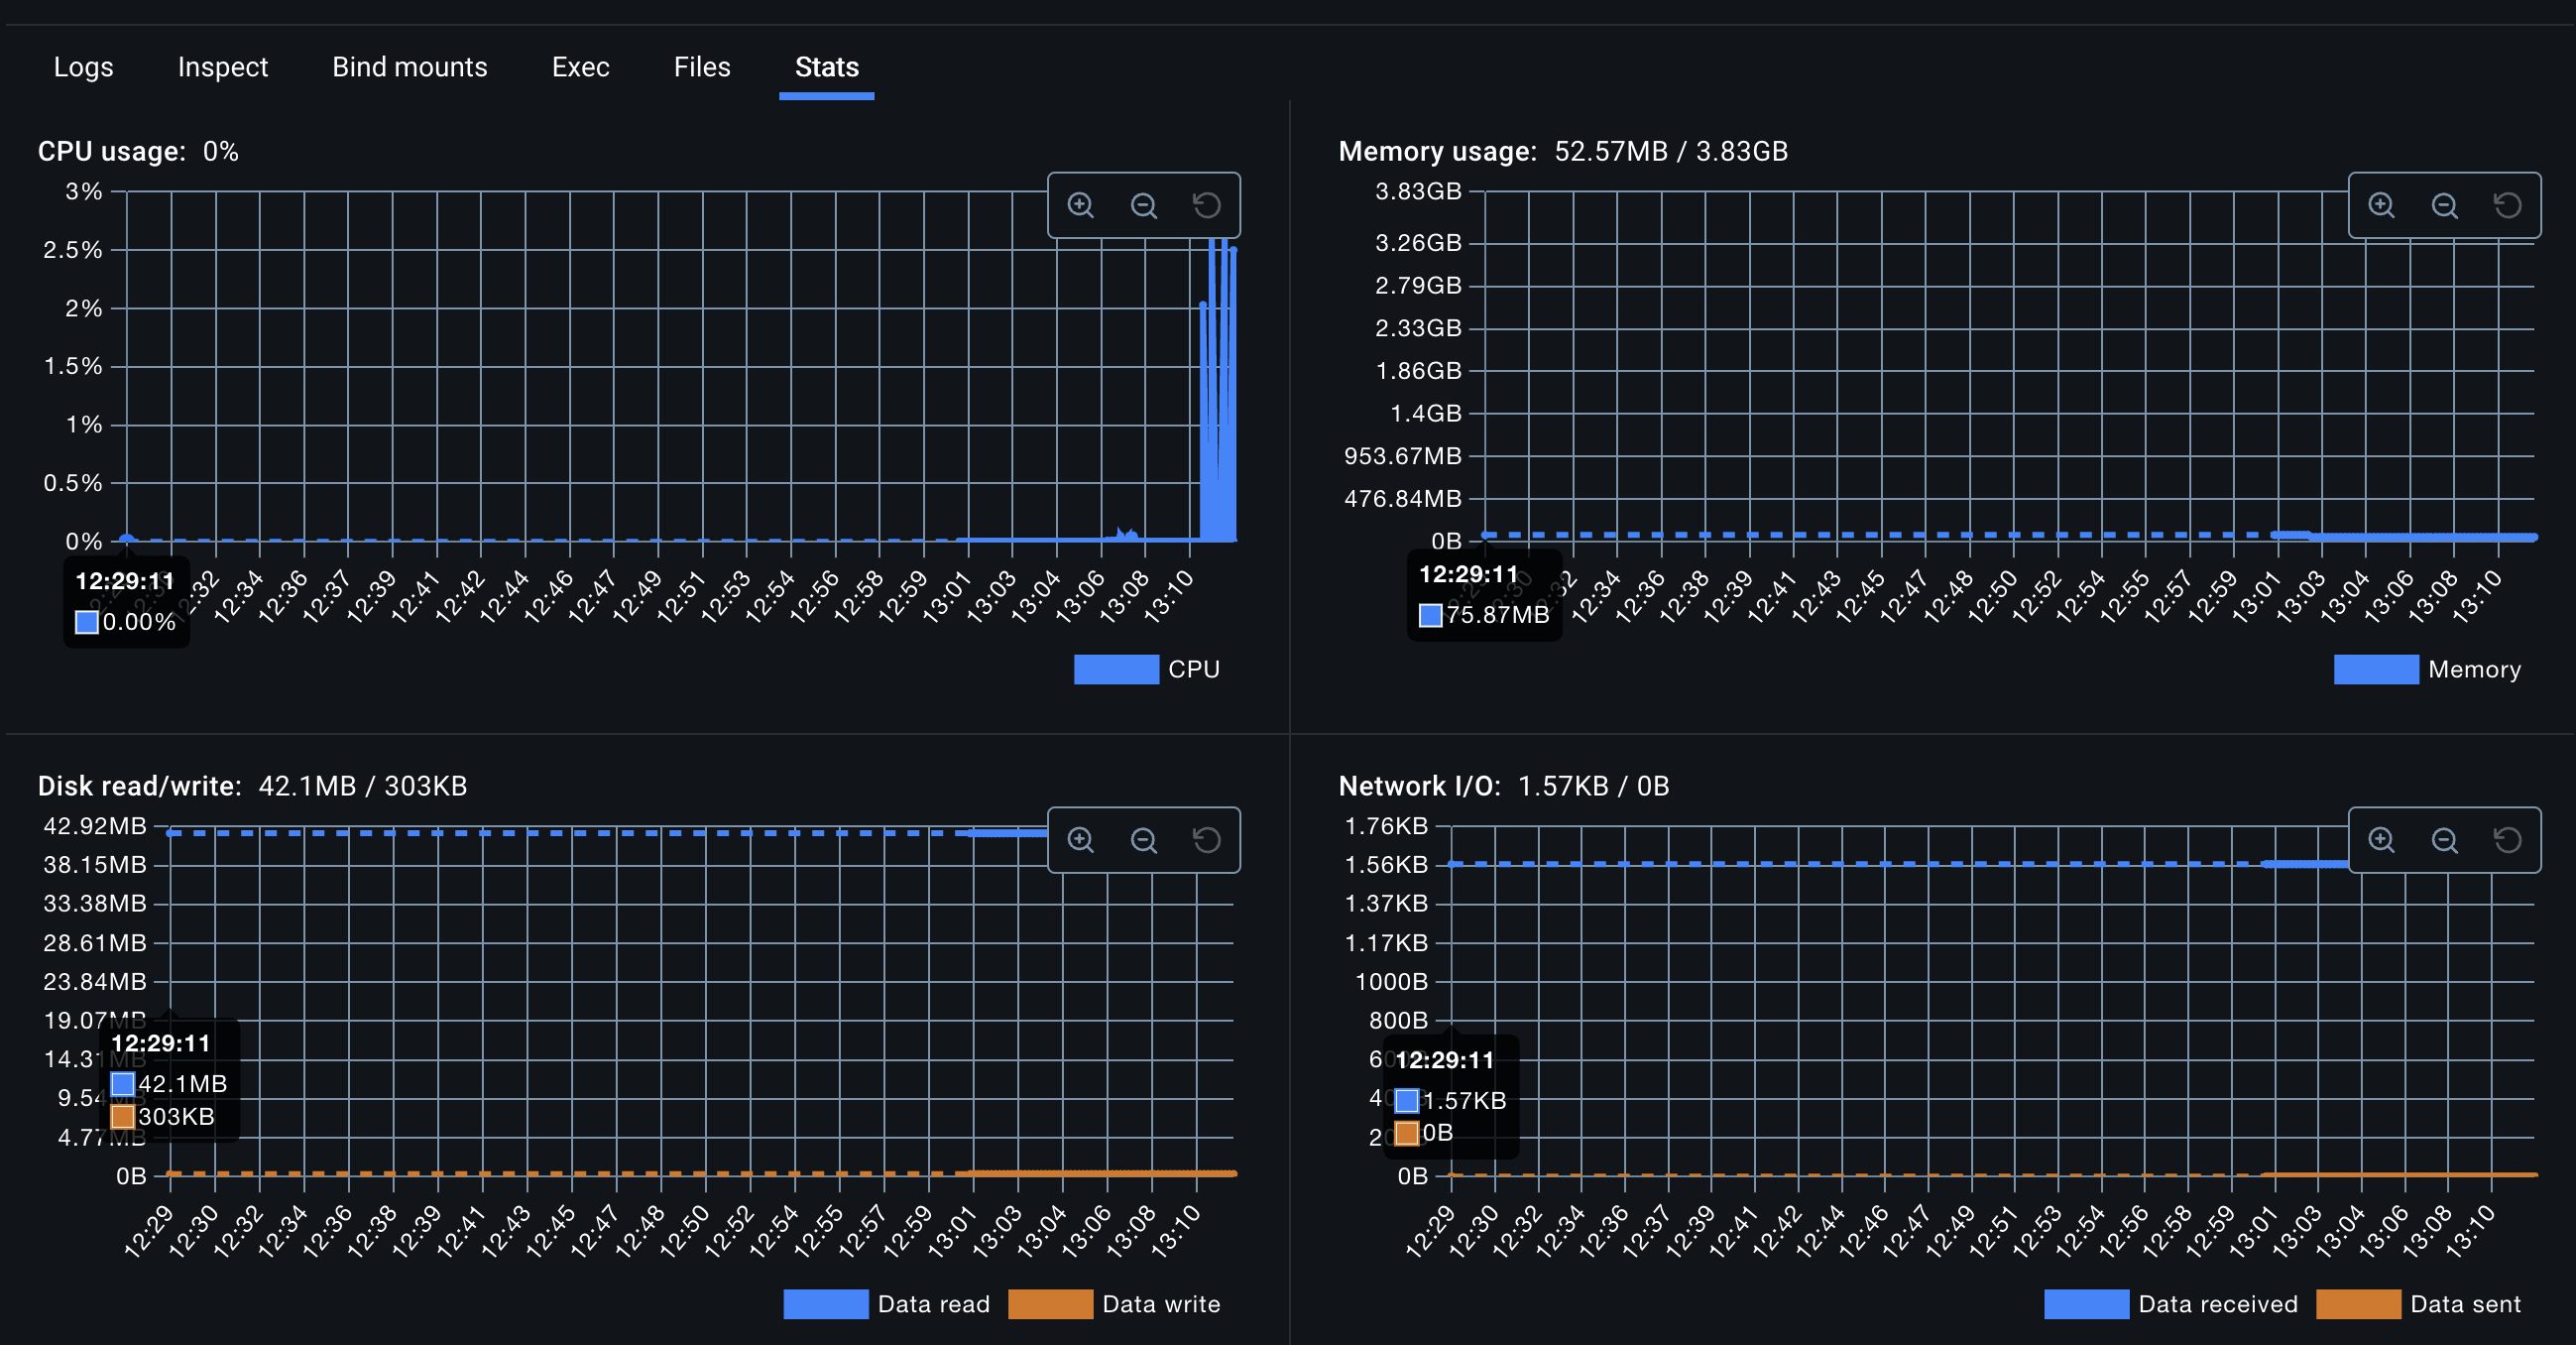 Logs Inspect Bind mounts Exec Files Stats
CPU usage: 0%
3%
2.5%
2%
1.5%
1%
0.5%
0%
12:29:11
0.00%
12:32 12:34 12:36 12:37 12:39 12:41 12:42 12:44 12:46 12:47 12:49 12:51 12:53 12:54 12:56 12:58 12:59 13:01 13:03 13:04 13:06 13:08 13:10
CPU
Memory usage: 52.57MB / 3.83GB
3.83GB
3.26GB
2.79GB
2.33GB
1.86GB
1.4GB
953.67MB
476.84MB
0B
12:29:11
75.87MB
12:34 12:36 12:38 12:39 12:41 12:43 12:45 12:47 12:48 12:50 12:52 12:54 12:55 12:57 12:59 13:01 13:03 13:04 13:06 13:08 13:10
Memory
Disk read/write: 42.1MB / 303KB
42.92MB
38.15MB
33.38MB
28.61MB
23.84MB
19.07MB
14.31MB
9.54MB
4.77MB
0B
12:29:11
42.1MB
303KB
12:29 12:30 12:32 12:34 12:36 12:38 12:39 12:41 12:43 12:45 12:47 12:48 12:50 12:52 12:54 12:55 12:57 12:59 13:01 13:03 13:04 13:06 13:08 13:10
Data read Data write
Network I/O: 1.57KB / 0B
1.76KB
1.56KB
1.37KB
1.17KB
1000B
800B
0B
12:29:11
1.57KB
0B
12:29 12:30 12:32 12:34 12:36 12:37 12:39 12:41 12:42 12:44 12:46 12:47 12:49 12:51 12:53 12:54 12:56 12:58 12:59 13:01 13:03 13:04 13:06 13:08 13:10
Data received Data sent